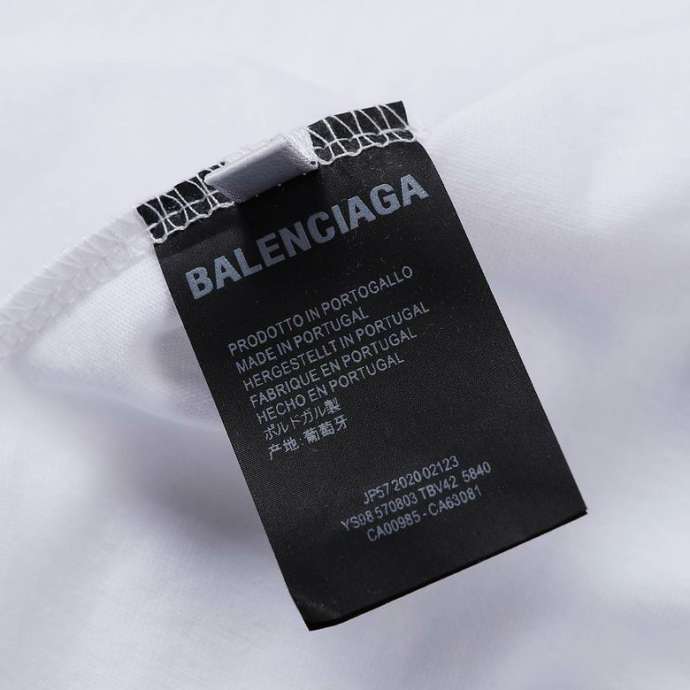 BALENCIAGA
PRODOTTO IN PORTOGALLO
MADE IN PORTUGAL
HERGESTELLT IN PORTUGAL
FABRIQUE EN PORTUGAL
HECHO EN PORTUGAL
ポルトガル製
产地:葡萄牙
JP57 2020 02123
YS98 570803 TBV42 5840
CA00985 - CA63081